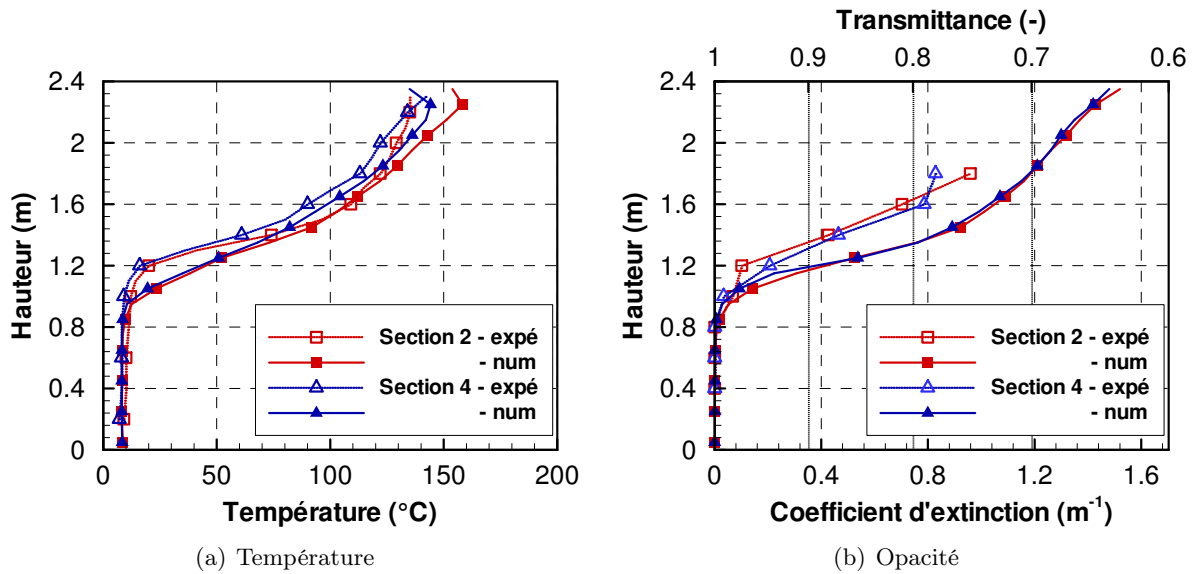 Transmittance (-)
1 0.9 0.8 0.7 0.6
2.4
2
1.6
1.2
0.8
0.4
0
Hauteur (m)
Section 2 - expé
- num
Section 4 - expé
- num
0 50 100 150 200
Température (°C)
(a) Température
2.4
2
1.6
1.2
0.8
0.4
0
Hauteur (m)
Section 2 - expé
- num
Section 4 - expé
- num
0 0.4 0.8 1.2 1.6
Coefficient d'extinction (m-1)
(b) Opacité